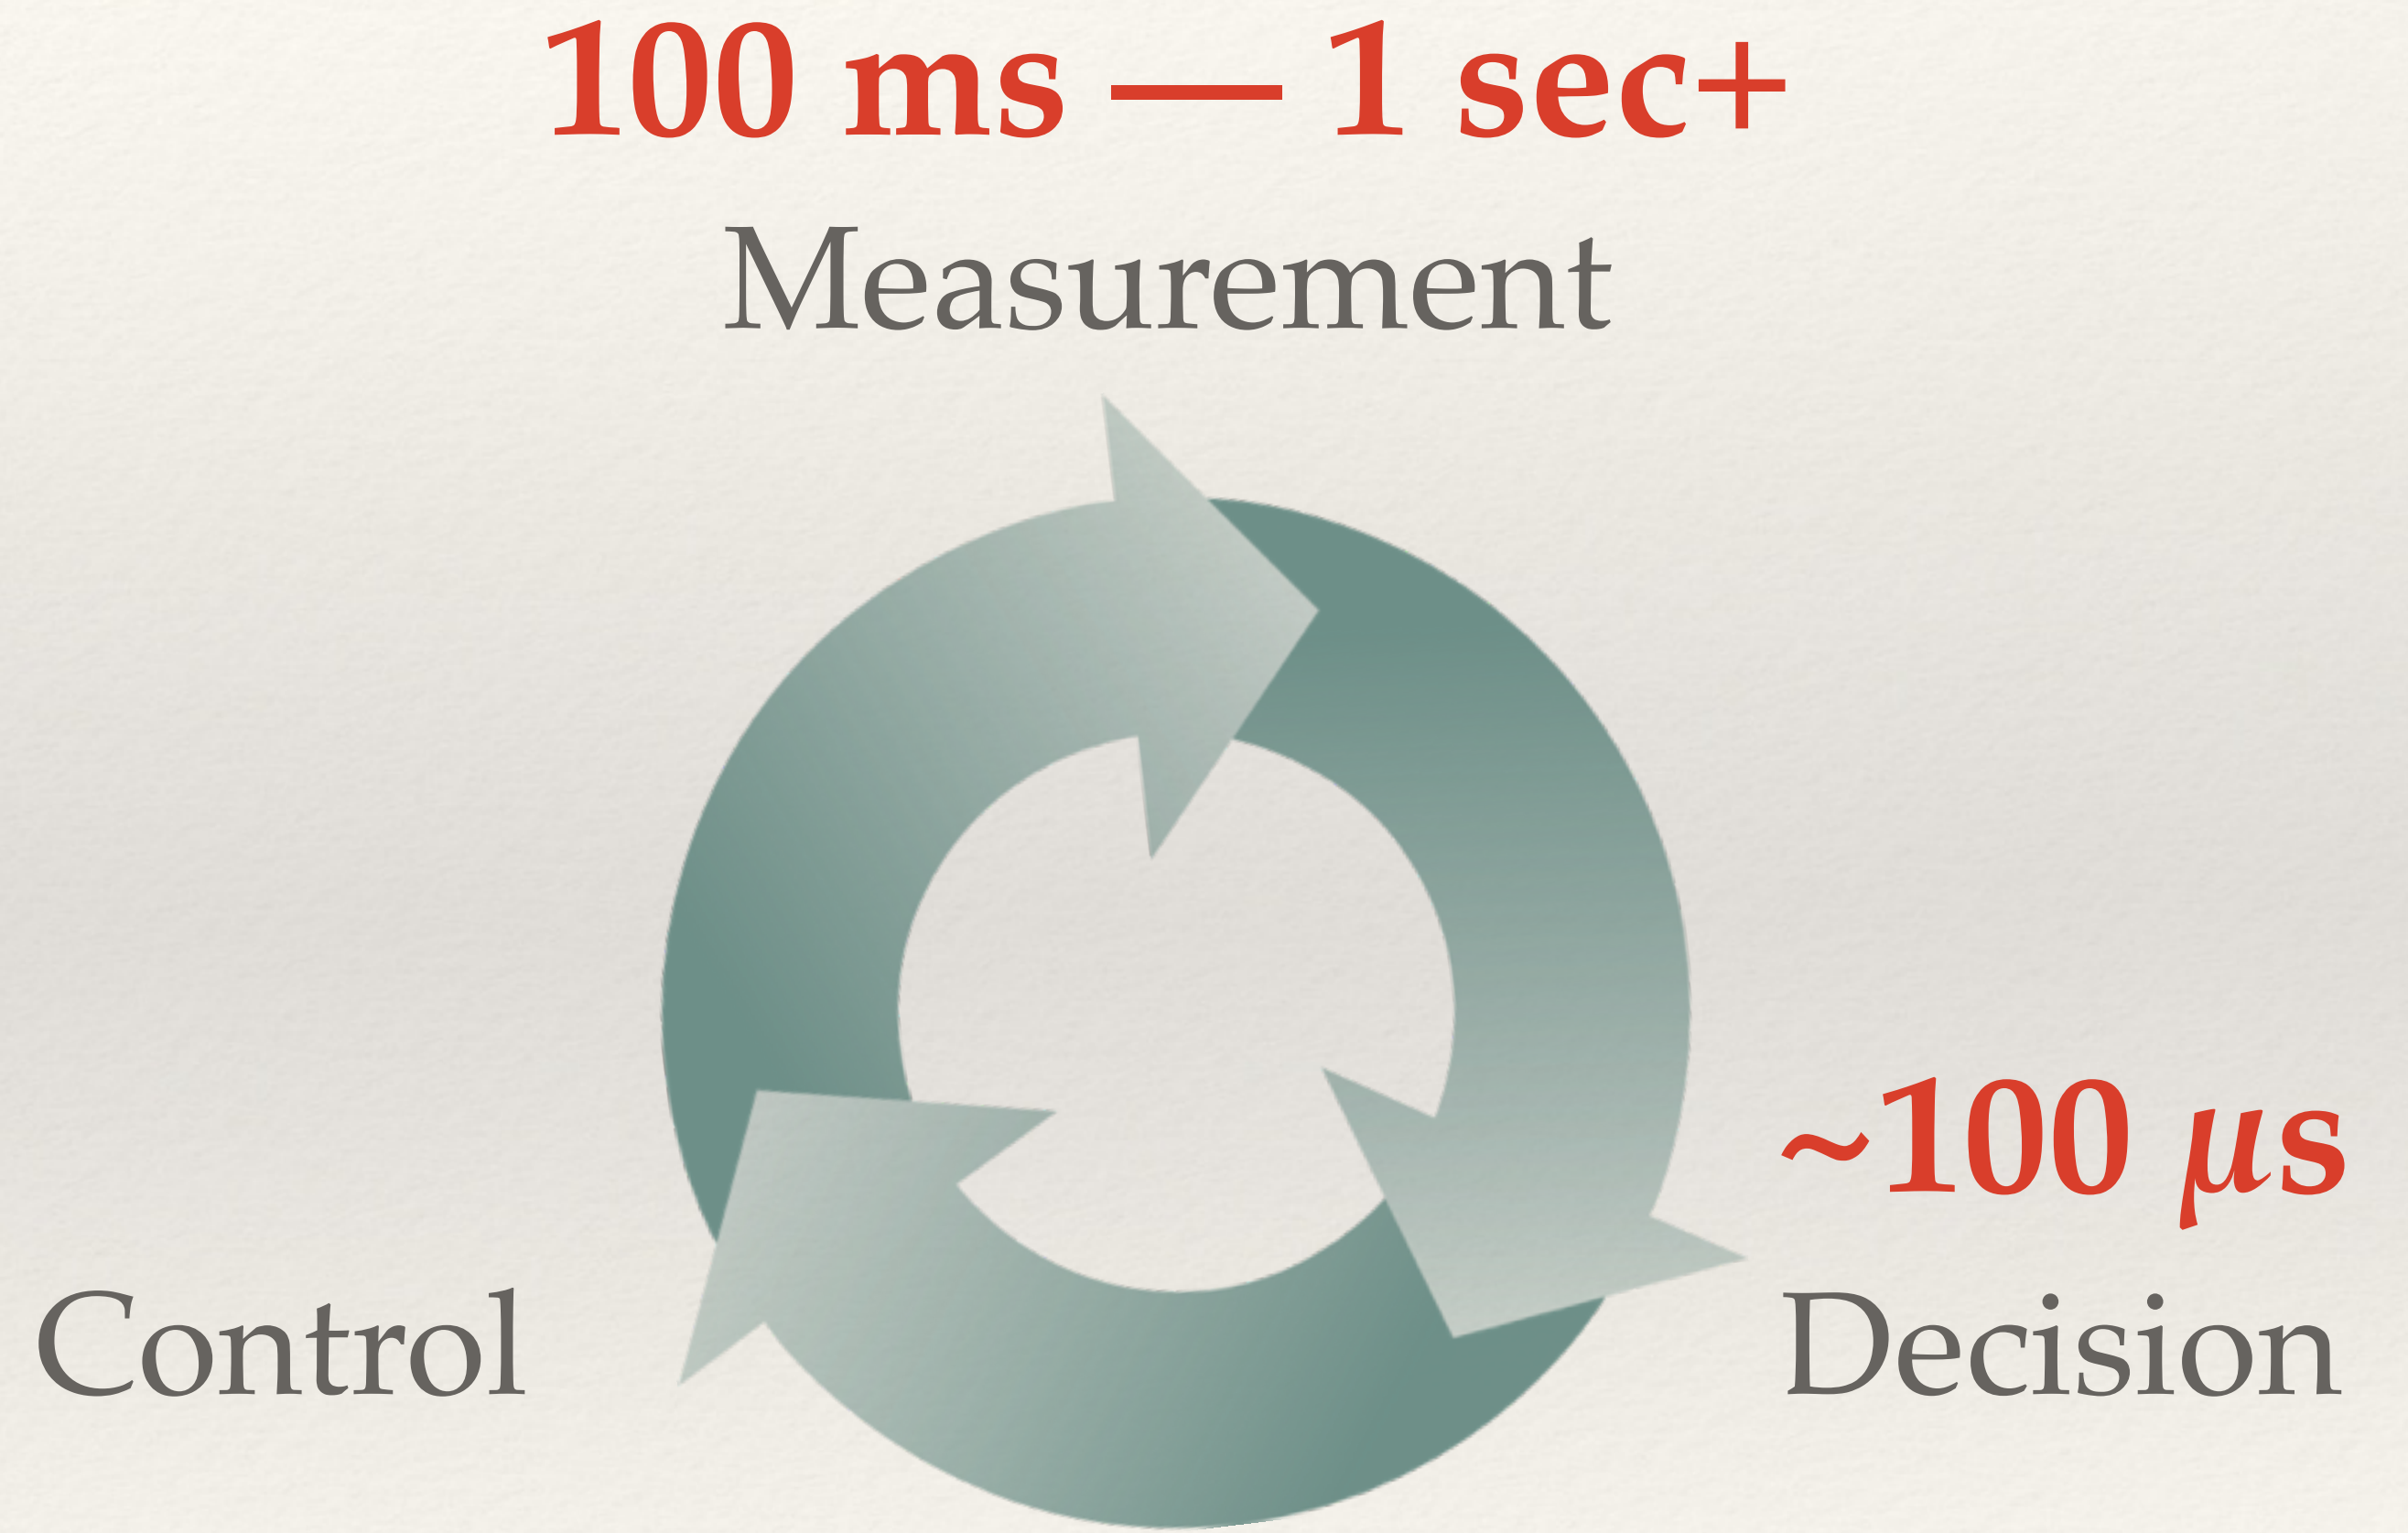 100 ms — 1 sec+
Measurement
~100 µs
Control
Decision